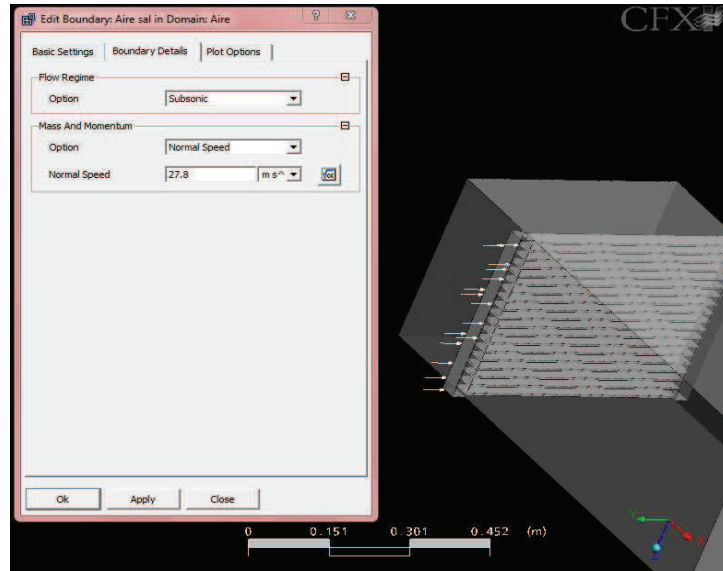 Edit Boundary: Aire sal in Domain: Aire
CFX
Basic Settings Boundary Details Plot Options
Flow Regime
Option Subsonic
Mass And Momentum
Option Normal Speed
Normal Speed 27.8 m s^
Ok Apply Close
0 0.151 0.301 0.452 (m)
Y
X